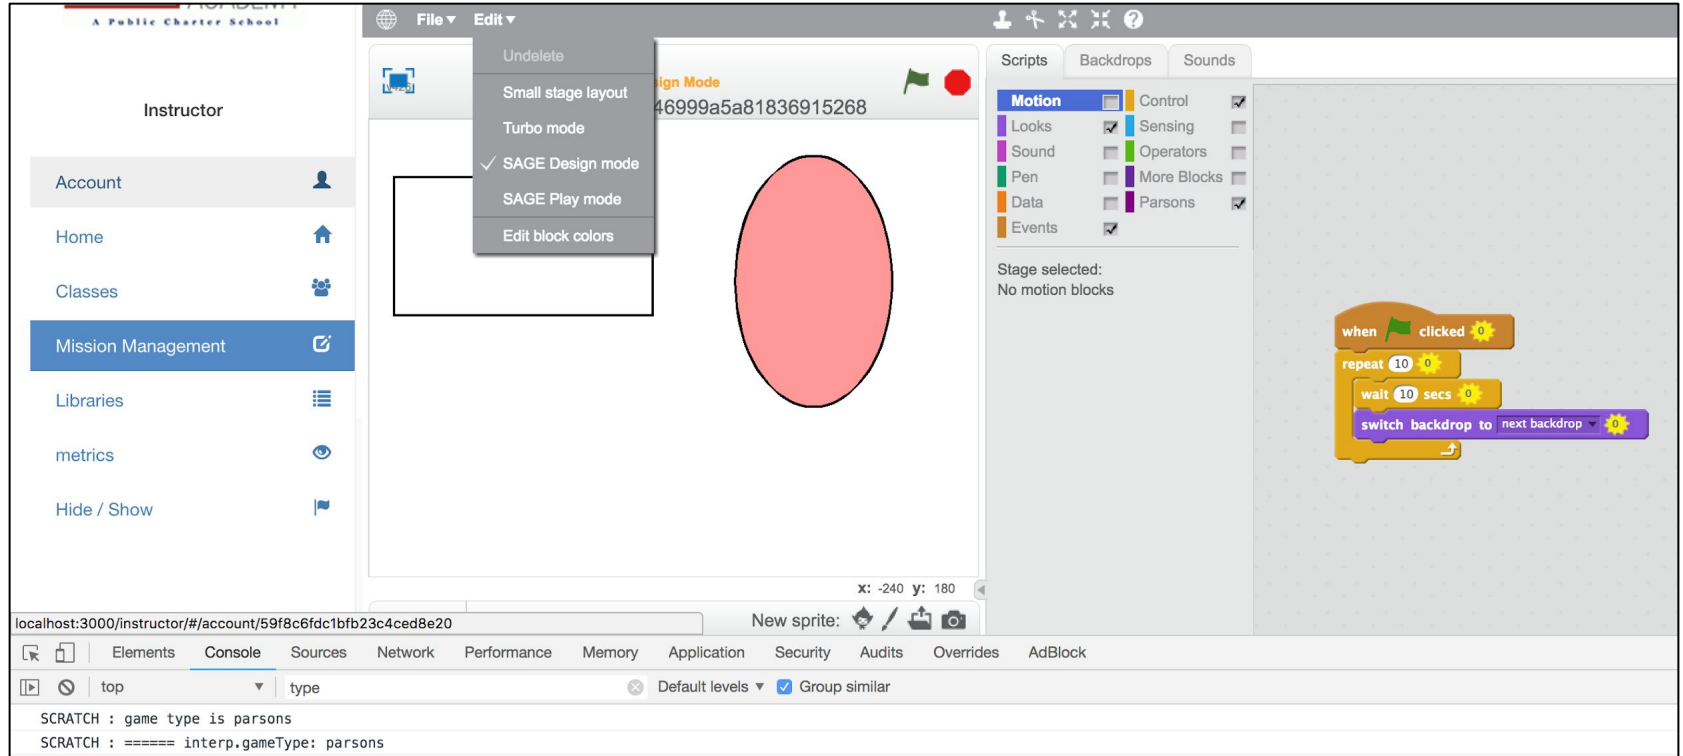 A Public Charter School
Instructor
Account
Home
Classes
Mission Management
Libraries
metrics
Hide / Show
localhost:3000/instructor/#/account/59f8c6fdc1bfb23c4ced8e20
File Edit
Undelete
Small stage layout
Turbo mode
SAGE Design mode
SAGE Play mode
Edit block colors
ign Mode
46999a5a81836915268
x: -240 y: 180
New sprite:
Scripts Backdrops Sounds
Motion Control
Looks Sensing
Sound Operators
Pen More Blocks
Data Parsons
Events
Stage selected:
No motion blocks
when clicked 0
repeat 10 0
wait 10 secs 0
switch backdrop to next backdrop 0
Elements Console Sources Network Performance Memory Application Security Audits Overrides AdBlock
top type Default levels Group similar
SCRATCH : game type is parsons
SCRATCH : ====== interp.gameType: parsons